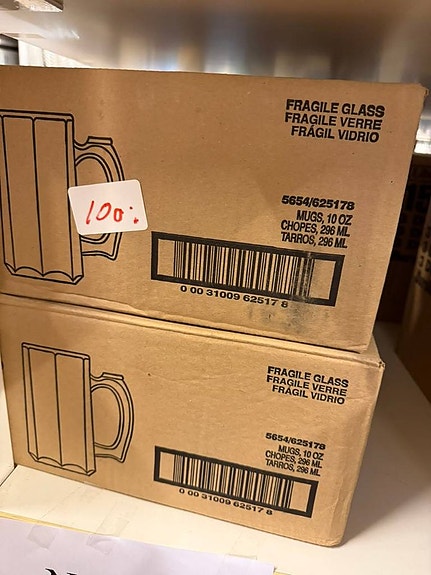 FRAGILE GLASS
FRAGILE VERRE
FRÁGIL VIDRIO
100:
5654/625178
MUGS, 10 OZ
CHOPES, 296 ML
TARROS, 296 ML
0 00 31009 62517 8
FRAGILE GLASS
FRAGILE VERRE
FRÁGIL VIDRIO
5654/625178
MUGS, 10 OZ
CHOPES, 296 ML
TARROS, 296 ML
0 00 31009 62517 8